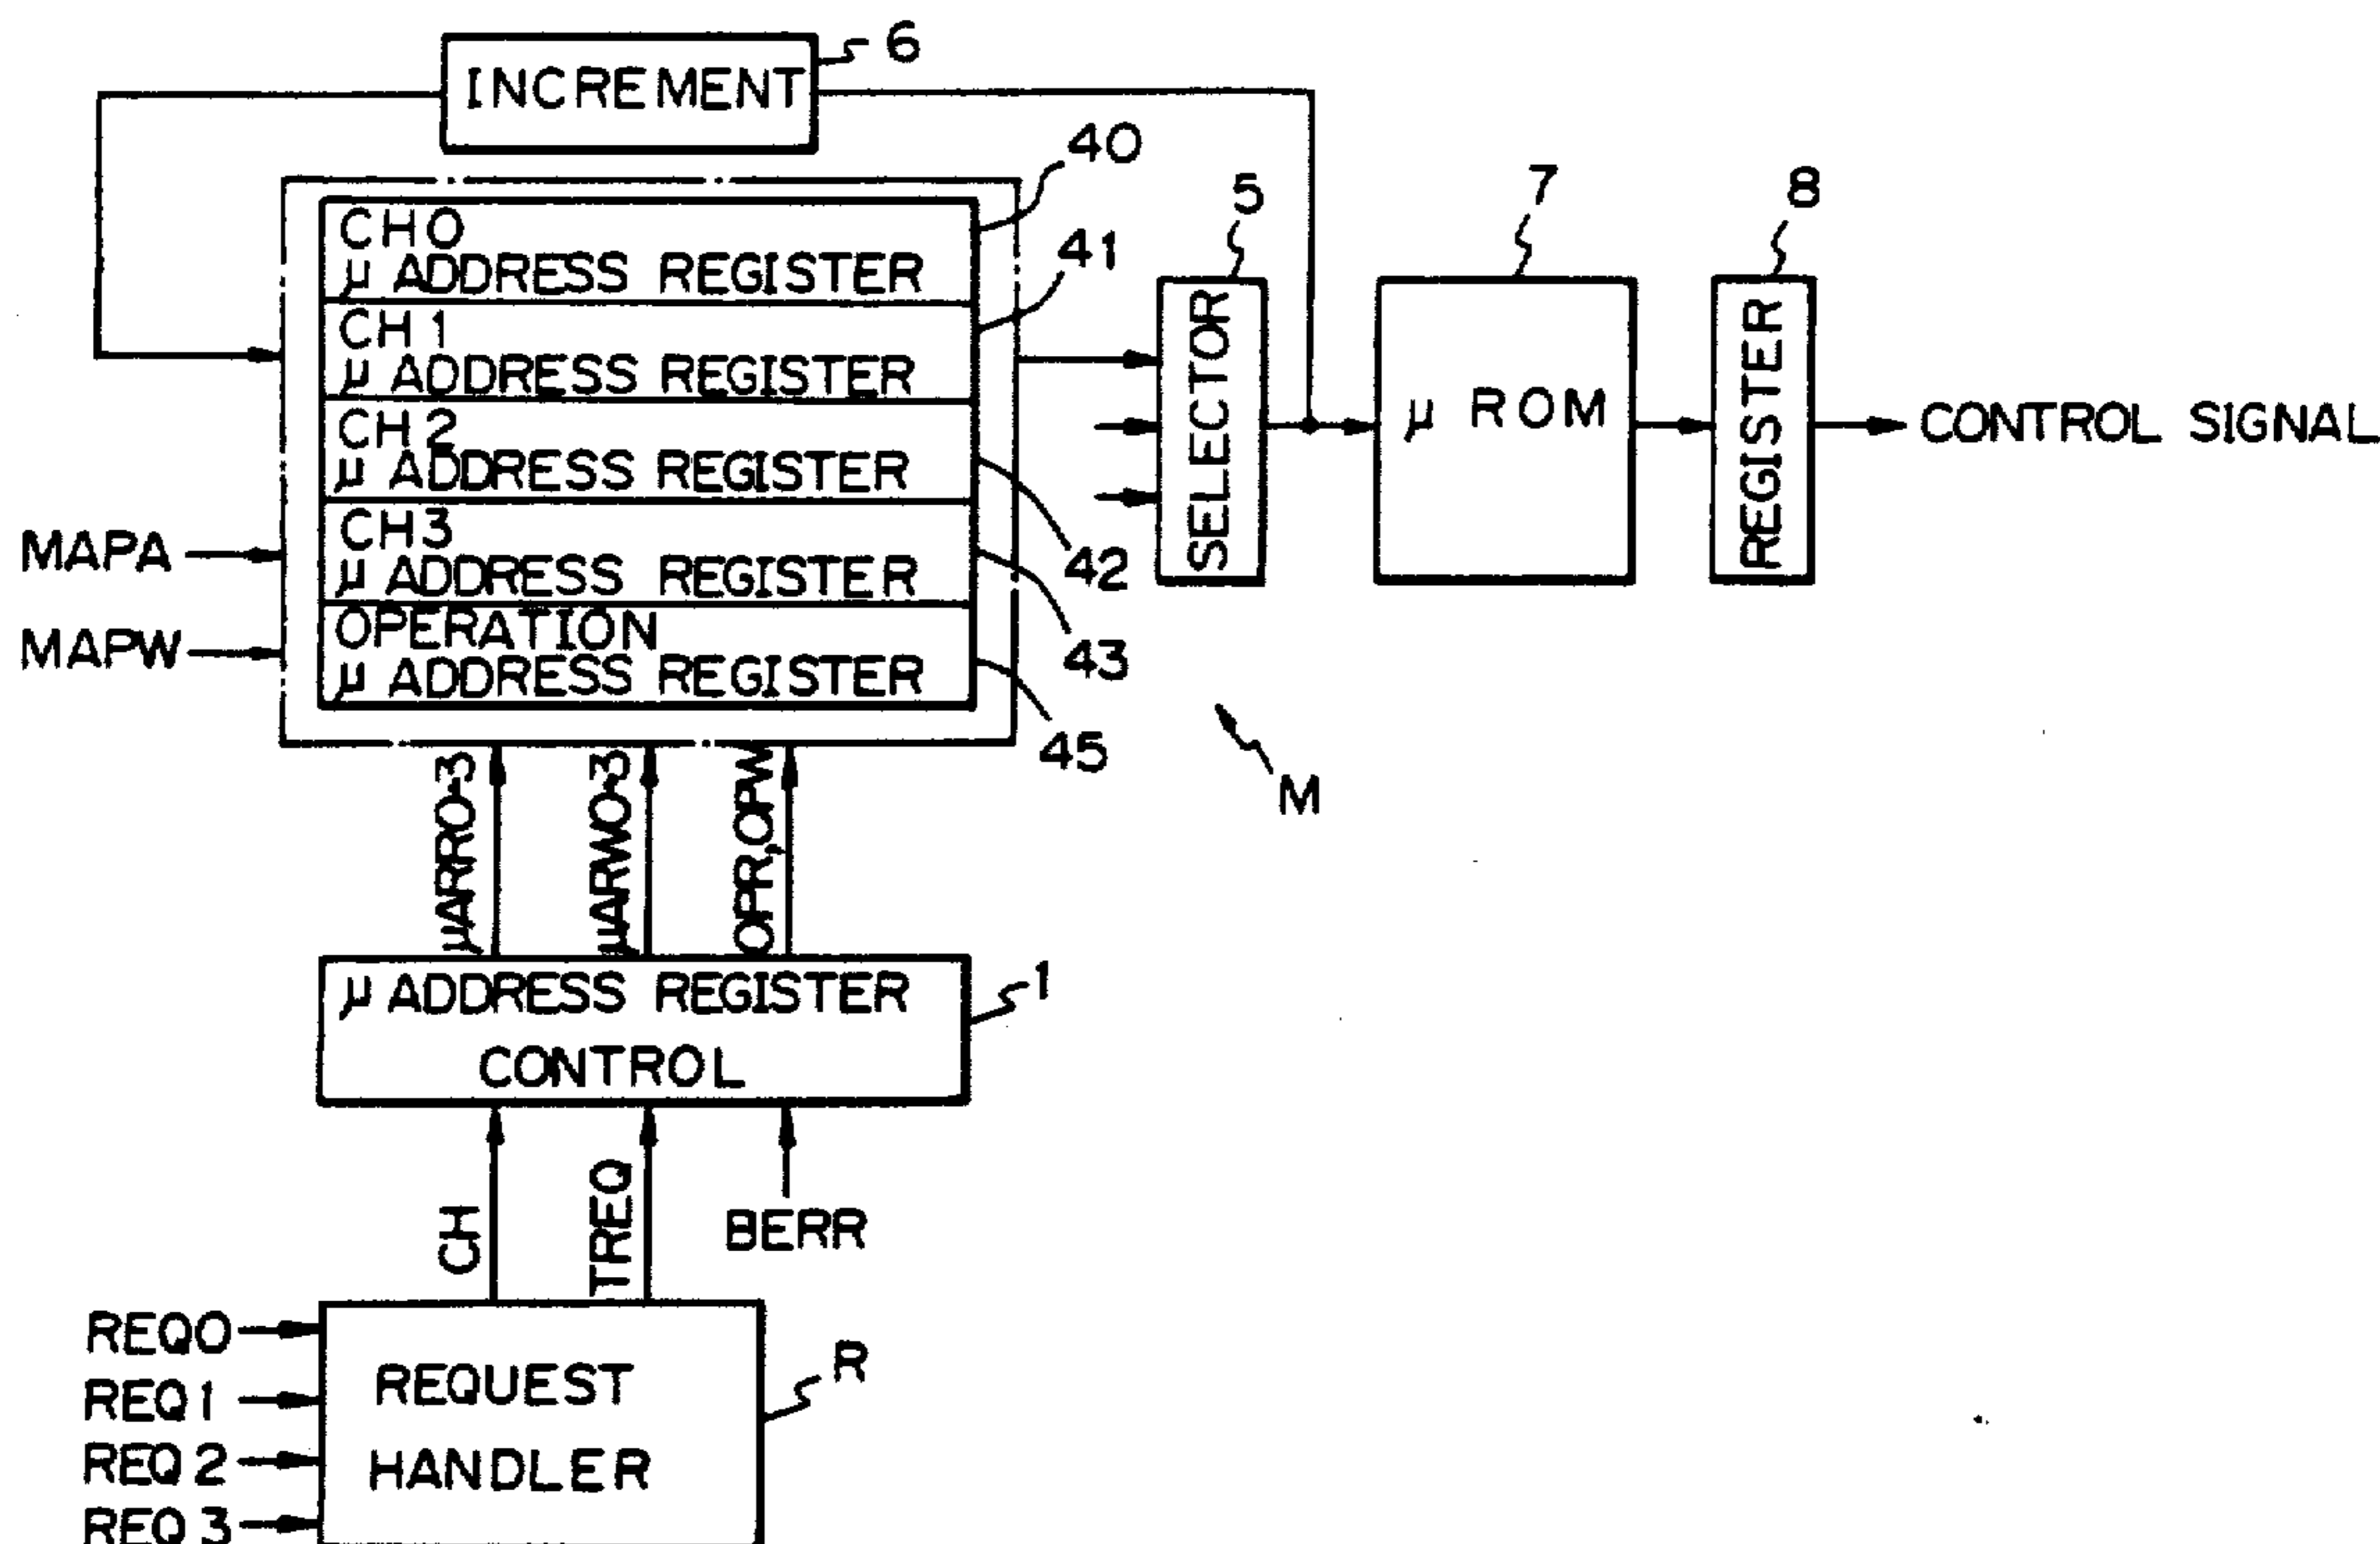 INCREMENT
6
40
CH0
μ ADDRESS REGISTER
41
CH1
μ ADDRESS REGISTER
CH2
μ ADDRESS REGISTER
42
CH3
μ ADDRESS REGISTER
43
OPERATION
μ ADDRESS REGISTER
45
MAPA
MAPW
5
SELECTOR
7
μ ROM
8
REGISTER
CONTROL SIGNAL
M
μARR0-3
μARW0-3
OPR,OPW
μ ADDRESS REGISTER
CONTROL
1
CH
TREQ
BERR
REQ0
REQ1
REQ2
REQ3
REQUEST
HANDLER
R